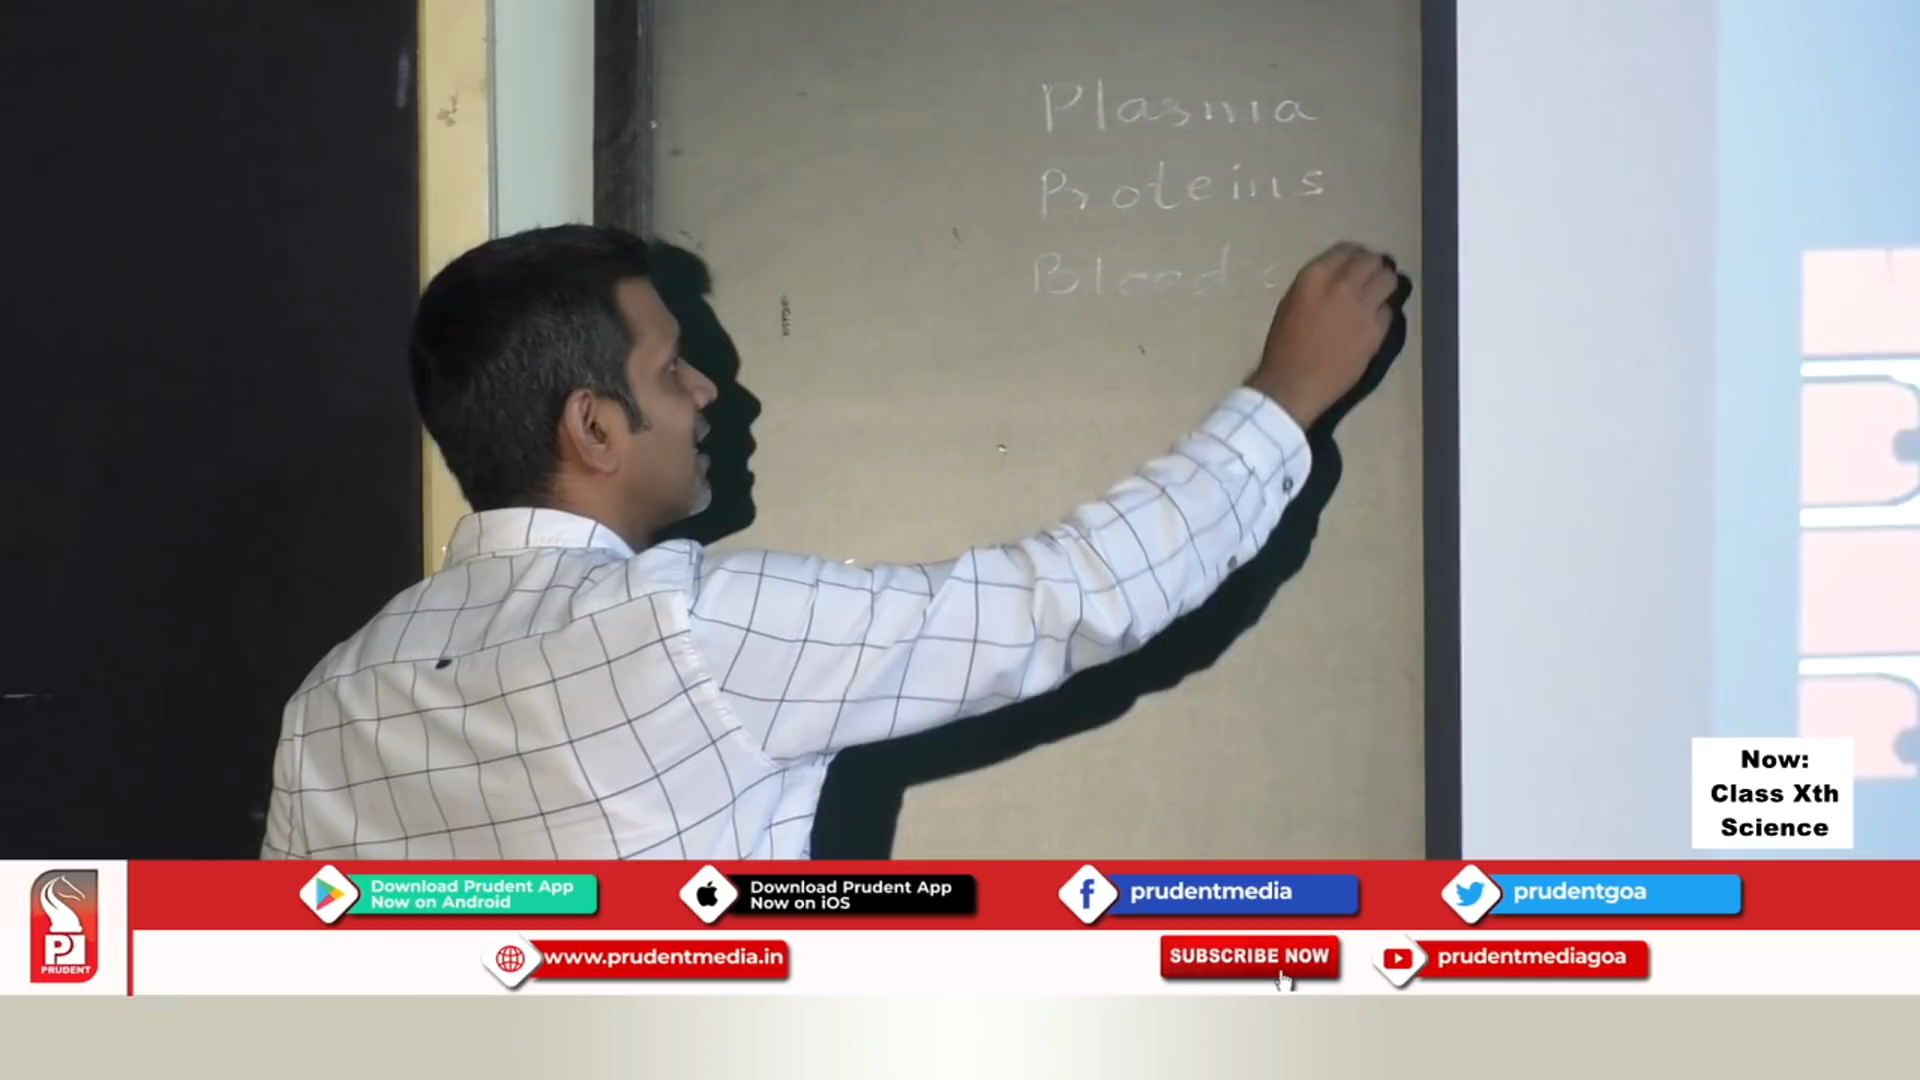 Plasma
Proteins
Blood c
Now:
Class Xth
Science
Download Prudent App
Now on Android
Download Prudent App
Now on iOS
prudentmedia
prudentgoa
PRUDENT
www.prudentmedia.in
SUBSCRIBE NOW
prudentmediagoa